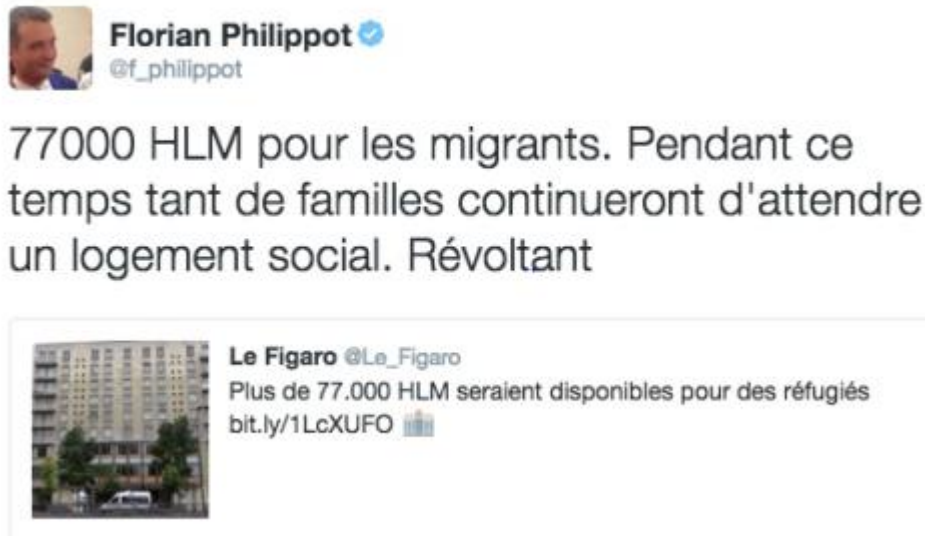 Florian Philippot
@f_philippot
77000 HLM pour les migrants. Pendant ce
temps tant de familles continueront d'attendre
un logement social. Révoltant
Le Figaro @Le_Figaro
Plus de 77.000 HLM seraient disponibles pour des réfugiés
bit.ly/1LcXUFO